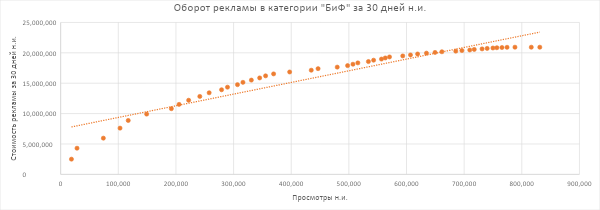 Оборот рекламы в категории "БиФ" за 30 дней н.и.
Стоимость рекламы за 30 дней н.и.
25,000,000
20,000,000
15,000,000
10,000,000
5,000,000
0
0 100,000 200,000 300,000 400,000 500,000 600,000 700,000 800,000 900,000
Просмотры н.и.